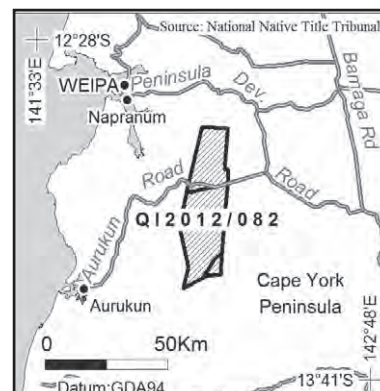 Source: National Native Title Tribunal
12°28'S
141°33'E
WEIPA
Peninsula
Dev.
Napranum
Bamaga Rd
Road
Road
QI2012/082
Aurukun
Aurukun
Cape York
Peninsula
0 50Km
142°48'E
13°41'S
Datum:GDA94